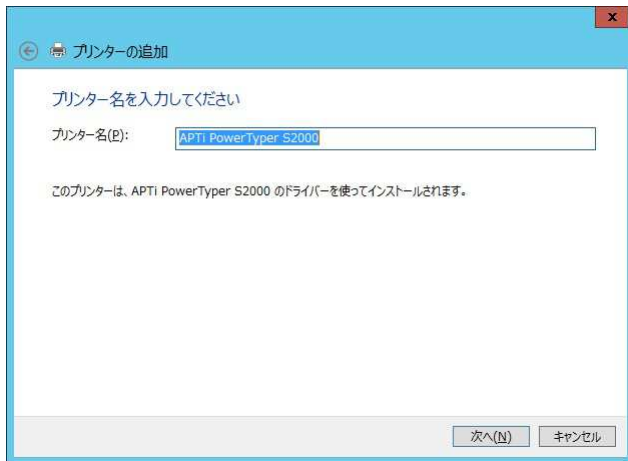 プリンターの追加
プリンター名を入力してください
プリンター名(P):
APTi PowerTyper S2000
このプリンターは、APTi PowerTyper S2000 のドライバーを使ってインストールされます。
次へ(N)
キャンセル